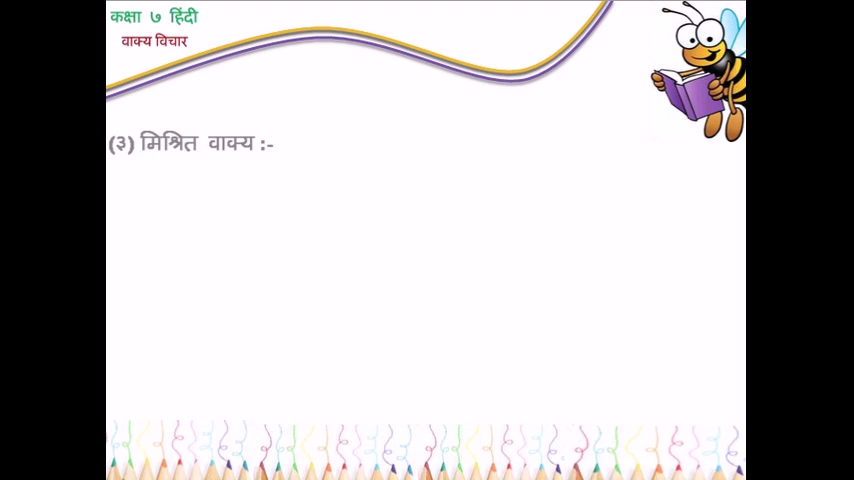 कक्षा ७ हिंदी
वाक्य विचार
(३) मिश्रित वाक्य :-